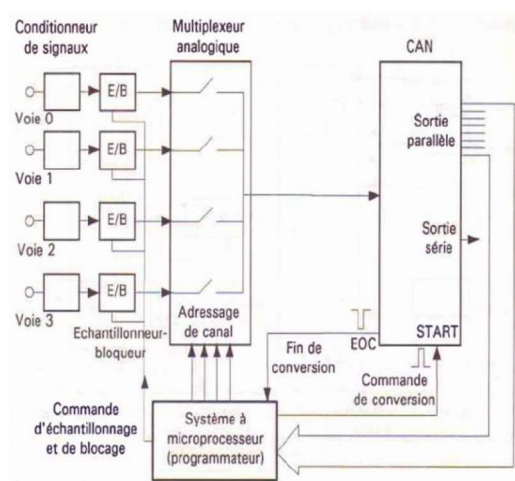 Conditionneur
de signaux
Multiplexeur
analogique
CAN
E/B
Voie 0
E/B
Voie 1
E/B
Voie 2
E/B
Voie 3
Echantillonneur-
bloqueur
Adressage
de canal
Sortie
parallèle
Sortie
série
EOC
START
Fin de
conversion
Commande
de conversion
Commande
d'échantillonnage
et de blocage
Système à
microprocesseur
(programmateur)